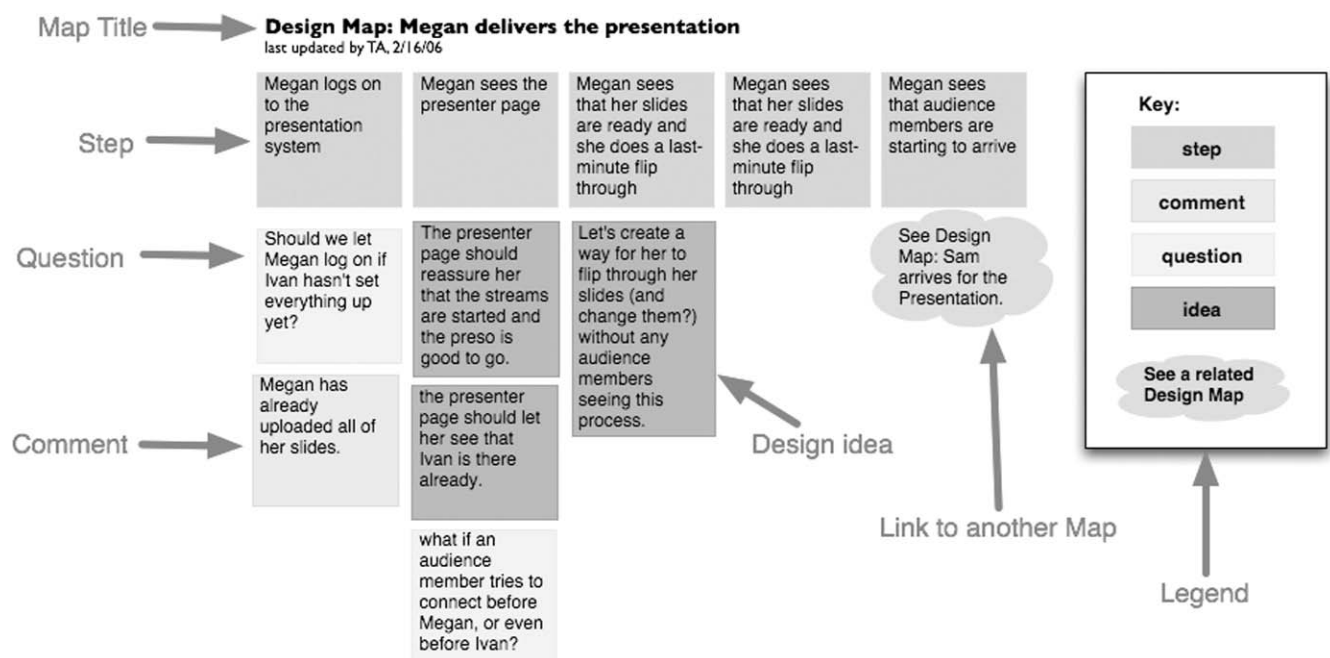 Map Title
Design Map: Megan delivers the presentation
last updated by TA, 2/16/06
Step
Megan logs on
to the
presentation
system
Megan sees the
presenter page
Megan sees
that her slides
are ready and
she does a last-
minute flip
through
Megan sees
that her slides
are ready and
she does a last-
minute flip
through
Megan sees
that audience
members are
starting to arrive
Question
Should we let
Megan log on if
Ivan hasn't set
everything up
yet?
The presenter
page should
reassure her
that the streams
are started and
the preso is
good to go.
Let's create a
way for her to
flip through her
slides (and
change them?)
without any
audience
members
seeing this
process.
See Design
Map: Sam
arrives for the
Presentation.
Comment
Megan has
already
uploaded all of
her slides.
the presenter
page should let
her see that
Ivan is there
already.
Design idea
what if an
audience
member tries to
connect before
Megan, or even
before Ivan?
Link to another Map
Key:
step
comment
question
idea
See a related
Design Map
Legend